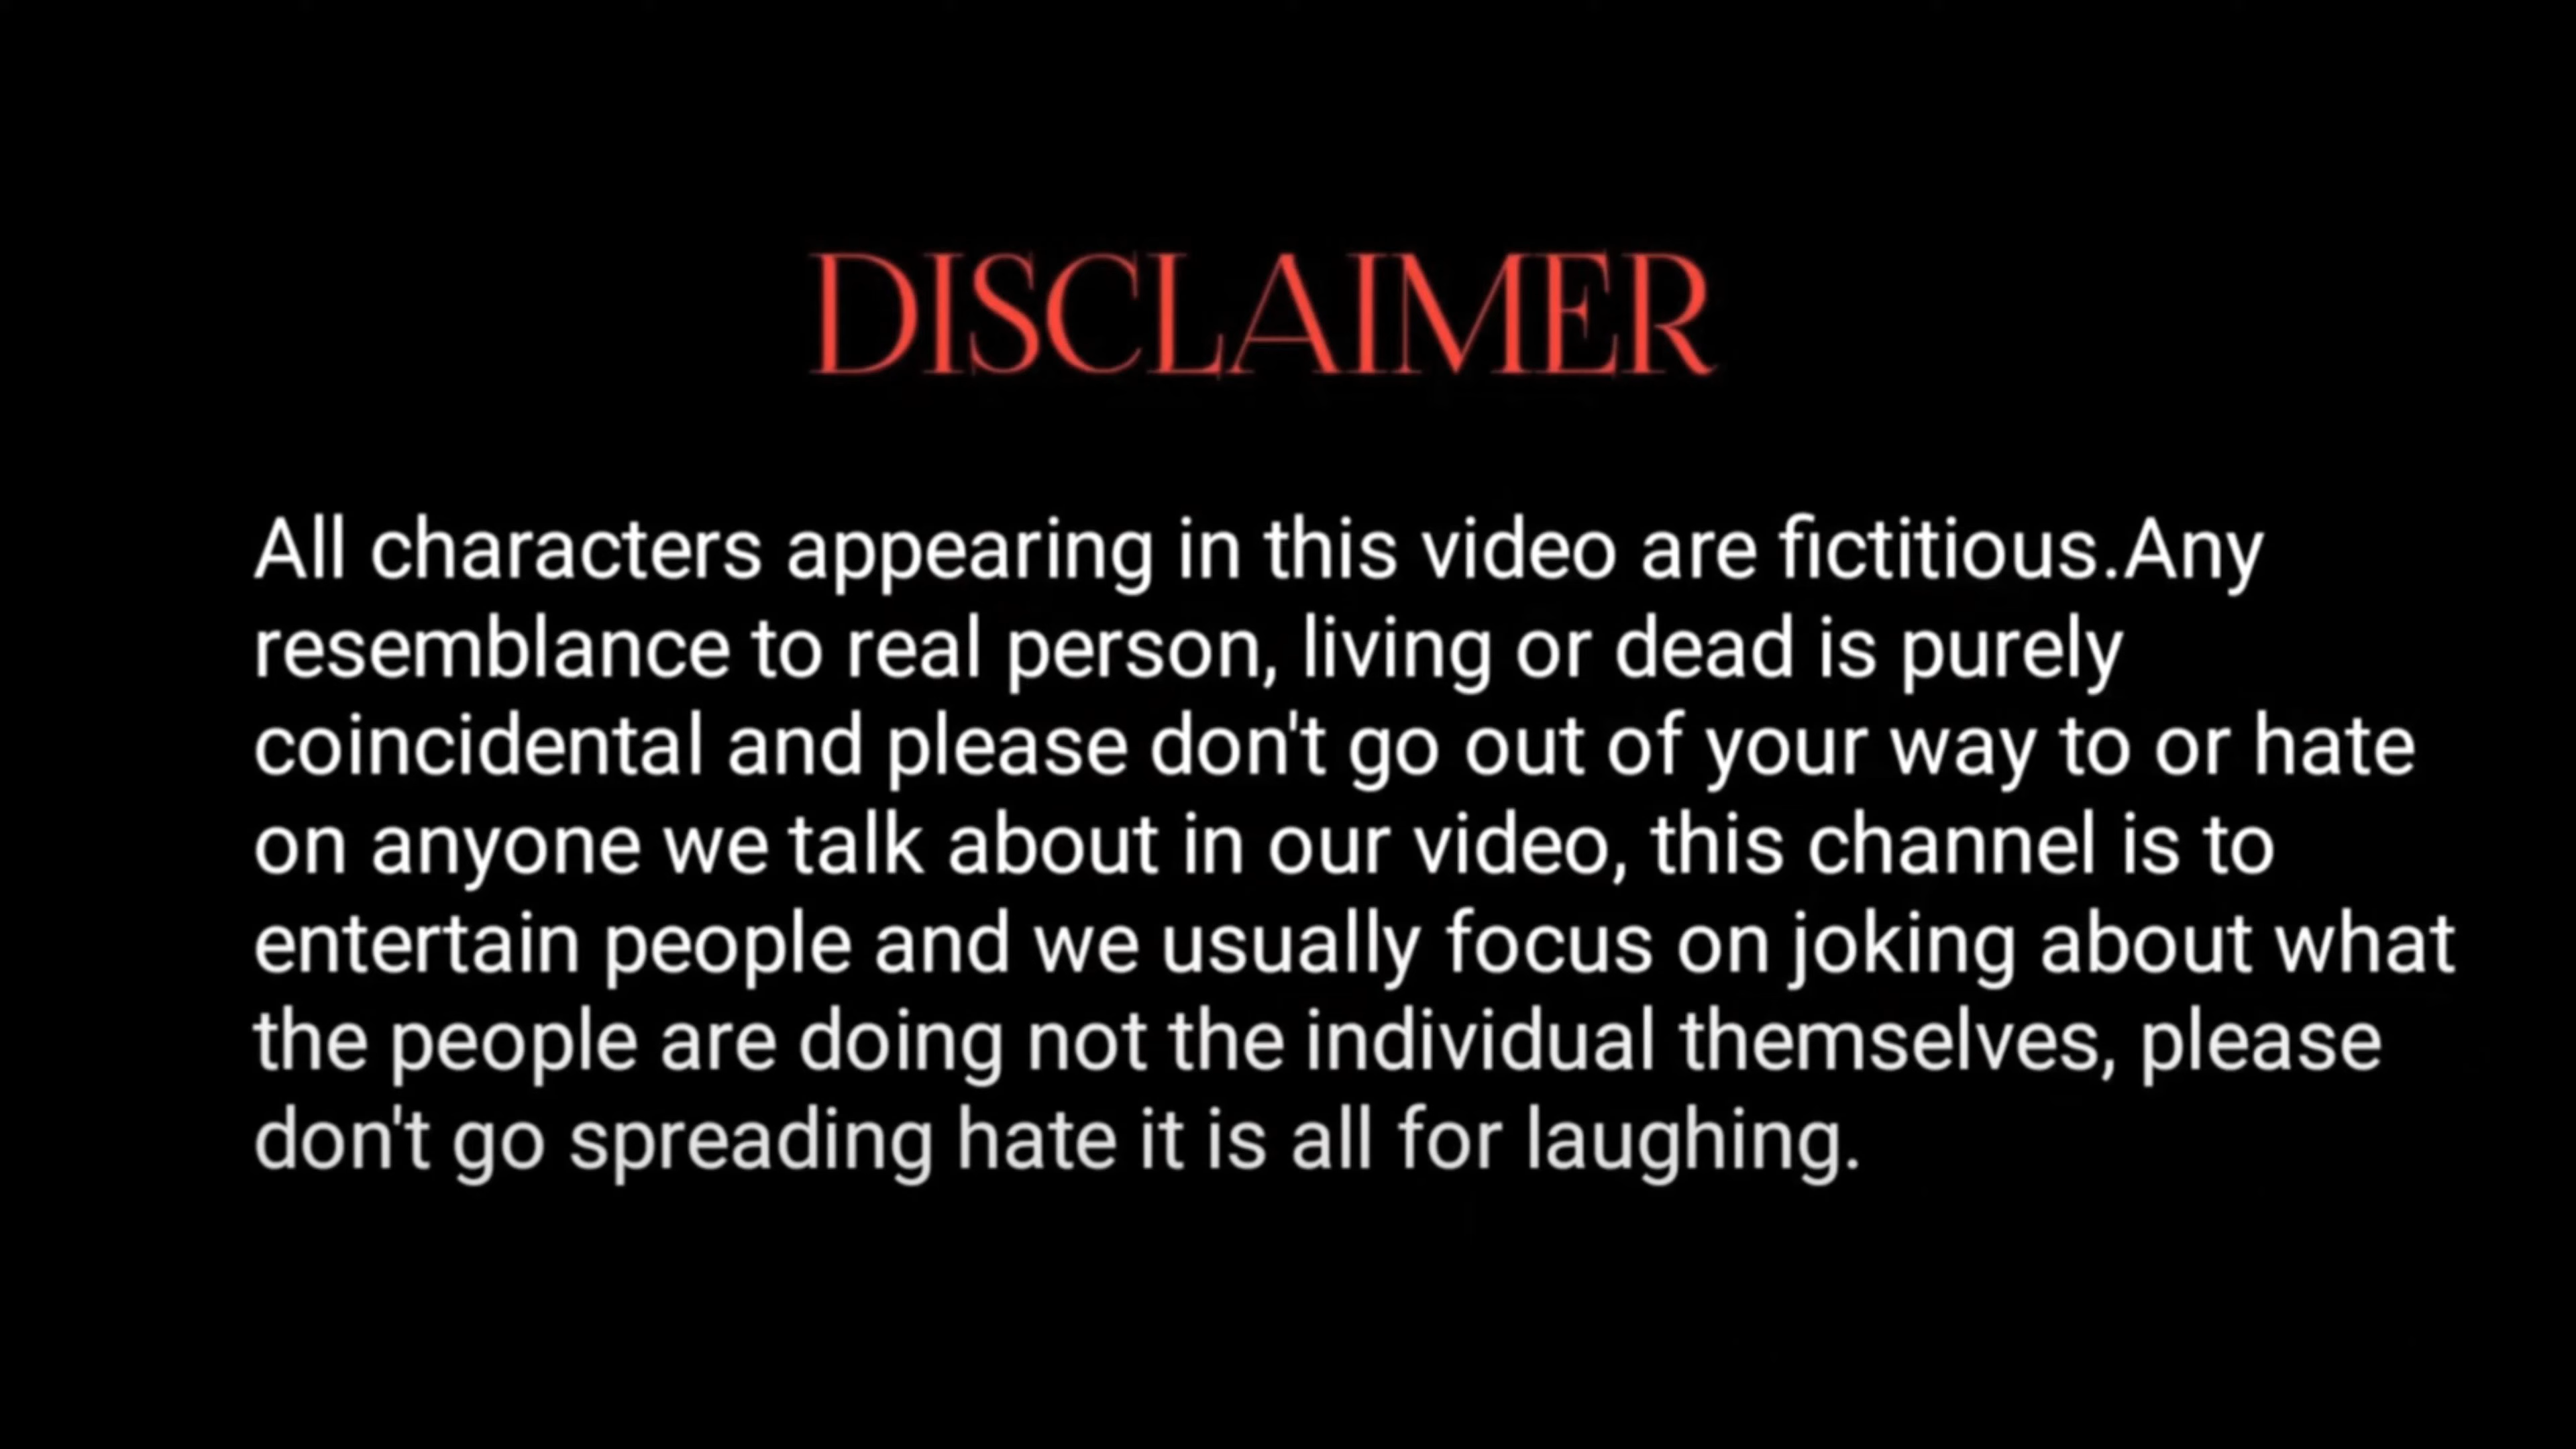 DISCLAIMER
All characters appearing in this video are fictitious.Any
resemblance to real person, living or dead is purely
coincidental and please don't go out of your way to or hate
on anyone we talk about in our video, this channel is to
entertain people and we usually focus on joking about what
the people are doing not the individual themselves, please
don't go spreading hate it is all for laughing.